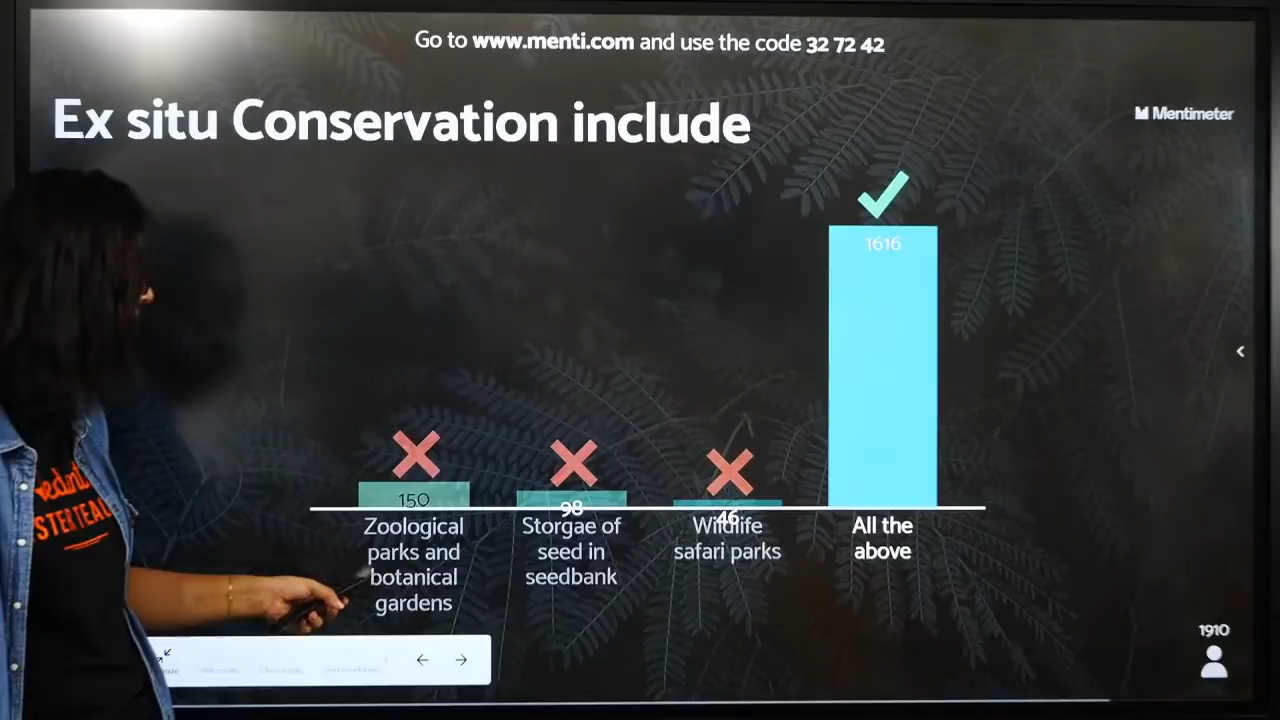 Go to www.menti.com and use the code 32 72 42
Ex situ Conservation include
Mentimeter
1616
150
98
46
Zoological
parks and
botanical
gardens
Storgae of
seed in
seedbank
Wildlife
safari parks
All the
above
1910